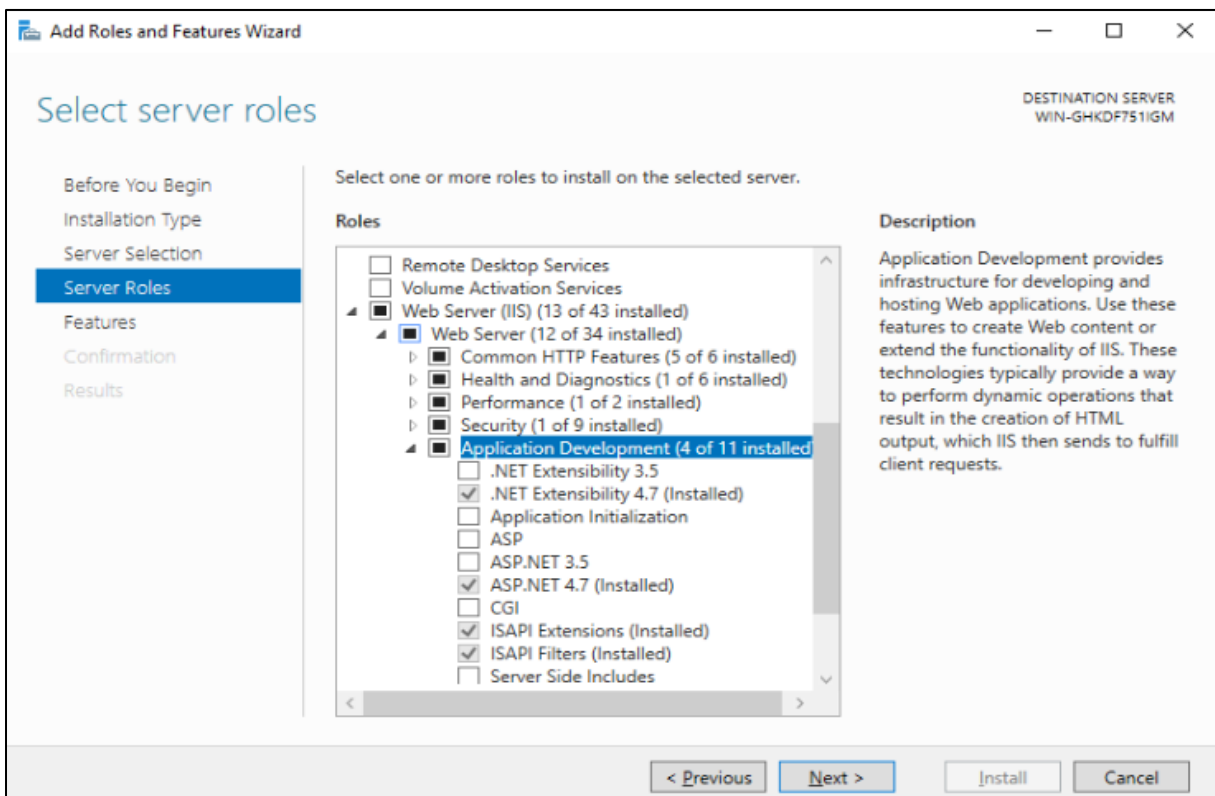 Add Roles and Features Wizard
Select server roles
DESTINATION SERVER
WIN-GHKDF751IGM
Before You Begin
Installation Type
Server Selection
Server Roles
Features
Confirmation
Results
Select one or more roles to install on the selected server.
Roles
Remote Desktop Services
Volume Activation Services
Web Server (IIS) (13 of 43 installed)
Web Server (12 of 34 installed)
Common HTTP Features (5 of 6 installed)
Health and Diagnostics (1 of 6 installed)
Performance (1 of 2 installed)
Security (1 of 9 installed)
Application Development (4 of 11 installed
.NET Extensibility 3.5
.NET Extensibility 4.7 (Installed)
Application Initialization
ASP
ASP.NET 3.5
ASP.NET 4.7 (Installed)
CGI
ISAPI Extensions (Installed)
ISAPI Filters (Installed)
Server Side Includes
Description
Application Development provides
infrastructure for developing and
hosting Web applications. Use these
features to create Web content or
extend the functionality of IIS. These
technologies typically provide a way
to perform dynamic operations that
result in the creation of HTML
output, which IIS then sends to fulfill
client requests.
< Previous
Next >
Install
Cancel